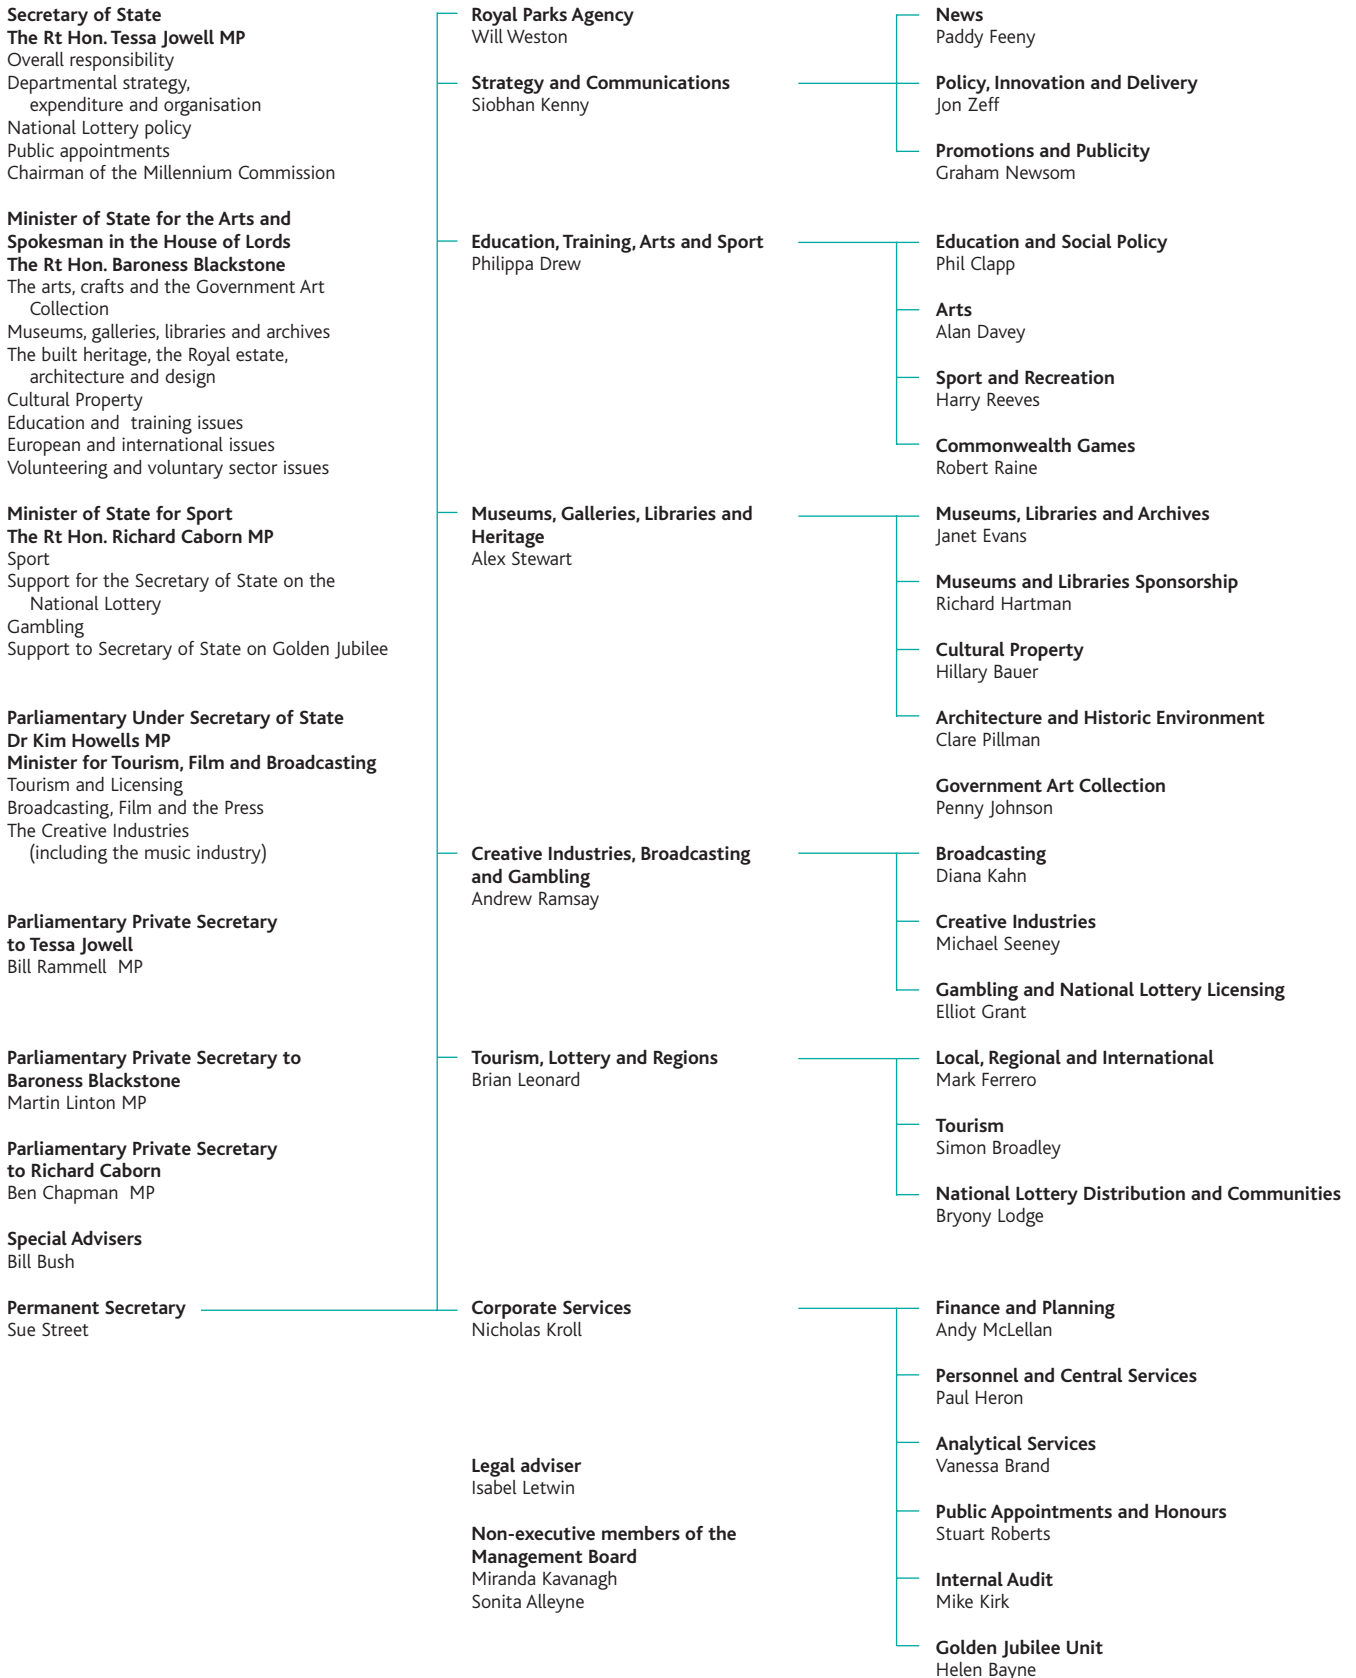 Secretary of State
The Rt Hon. Tessa Jowell MP
Overall responsibility
Departmental strategy,
expenditure and organisation
National Lottery policy
Public appointments
Chairman of the Millennium Commission
Minister of State for the Arts and
Spokesman in the House of Lords
The Rt Hon. Baroness Blackstone
The arts, crafts and the Government Art
Collection
Museums, galleries, libraries and archives
The built heritage, the Royal estate,
architecture and design
Cultural Property
Education and training issues
European and international issues
Volunteering and voluntary sector issues
Minister of State for Sport
The Rt Hon. Richard Caborn MP
Sport
Support for the Secretary of State on the
National Lottery
Gambling
Support to Secretary of State on Golden Jubilee
Parliamentary Under Secretary of State
Dr Kim Howells MP
Minister for Tourism, Film and Broadcasting
Tourism and Licensing
Broadcasting, Film and the Press
The Creative Industries
(including the music industry)
Parliamentary Private Secretary
to Tessa Jowell
Bill Rammell MP
Parliamentary Private Secretary to
Baroness Blackstone
Martin Linton MP
Parliamentary Private Secretary
to Richard Caborn
Ben Chapman MP
Special Advisers
Bill Bush
Permanent Secretary
Sue Street
Royal Parks Agency
Will Weston
Strategy and Communications
Siobhan Kenny
Education, Training, Arts and Sport
Philippa Drew
Museums, Galleries, Libraries and
Heritage
Alex Stewart
Creative Industries, Broadcasting
and Gambling
Andrew Ramsay
Tourism, Lottery and Regions
Brian Leonard
Corporate Services
Nicholas Kroll
Legal adviser
Isabel Letwin
Non-executive members of the
Management Board
Miranda Kavanagh
Sonita Alleyne
News
Paddy Feeny
Policy, Innovation and Delivery
Jon Zeff
Promotions and Publicity
Graham Newsom
Education and Social Policy
Phil Clapp
Arts
Alan Davey
Sport and Recreation
Harry Reeves
Commonwealth Games
Robert Raine
Museums, Libraries and Archives
Janet Evans
Museums and Libraries Sponsorship
Richard Hartman
Cultural Property
Hillary Bauer
Architecture and Historic Environment
Clare Pillman
Government Art Collection
Penny Johnson
Broadcasting
Diana Kahn
Creative Industries
Michael Seeney
Gambling and National Lottery Licensing
Elliot Grant
Local, Regional and International
Mark Ferrero
Tourism
Simon Broadley
National Lottery Distribution and Communities
Bryony Lodge
Finance and Planning
Andy McLellan
Personnel and Central Services
Paul Heron
Analytical Services
Vanessa Brand
Public Appointments and Honours
Stuart Roberts
Internal Audit
Mike Kirk
Golden Jubilee Unit
Helen Bayne